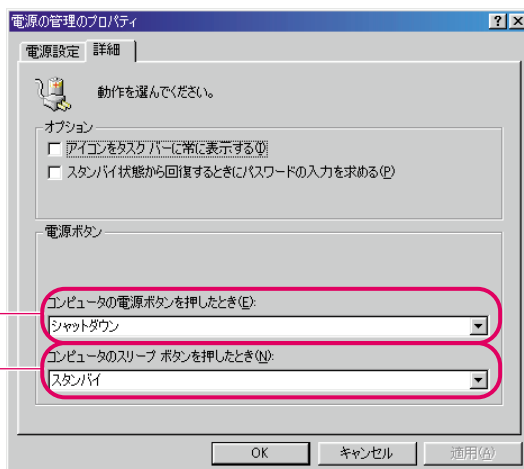 電源の管理のプロパティ
電源設定 詳細
動作を選んでください。
オプション
アイコンをタスク バーに常に表示する(I)
スタンバイ状態から回復するときにパスワードの入力を求める(P)
電源ボタン
コンピュータの電源ボタンを押したとき(E):
シャットダウン
コンピュータのスリープ ボタンを押したとき(N):
スタンバイ
OK キャンセル 適用(A)